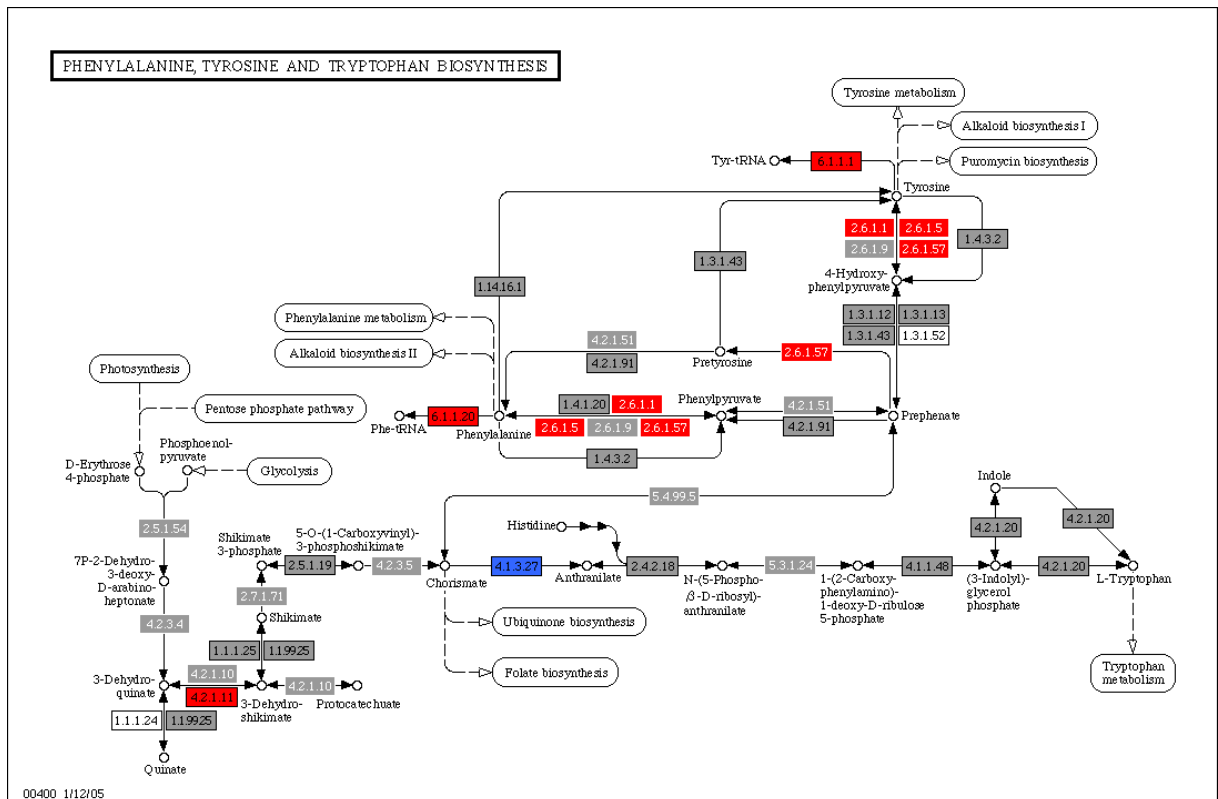 PHENYLALANINE, TYROSINE AND TRYPTOPHAN BIOSYNTHESIS
Tyrosine metabolism
Alkaloid biosynthesis I
Tyr-tRNA
6.1.1.1
Puromycin biosynthesis
Tyrosine
2.6.1.1
2.6.1.5
2.6.1.9
2.6.1.57
1.4.3.2
1.3.1.43
1.14.16.1
4-Hydroxy-
phenylpyruvate
Phenylalanine metabolism
1.3.1.12
1.3.1.13
1.3.1.43
1.3.1.52
Alkaloid biosynthesis II
4.2.1.51
4.2.1.91
Pretyrosine
2.6.1.57
Photosynthesis
Pentose phosphate pathway
Phe-tRNA
6.1.1.20
Phenylalanine
1.4.1.20
2.6.1.1
2.6.1.5
2.6.1.9
2.6.1.57
Phenylpyruvate
4.2.1.51
4.2.1.91
Prephenate
1.4.3.2
Phosphoenol-
pyruvate
D-Erythrose
4-phosphate
Glycolysis
5.4.99.5
Indole
2.5.1.54
Shikimate
3-phosphate
5-O-(1-Carboxyvinyl)-
3-phosphoshikimate
Histidine
4.2.1.20
4.2.1.20
7P-2-Dehydro-
3-deoxy-
D-arabino-
heptonate
2.5.1.19
4.2.3.5
Chorismate
4.1.3.27
Anthranilate
2.4.2.18
N-(5-Phospho-
β-D-ribosyl)-
anthranilate
5.3.1.24
1-(2-Carboxy-
phenylamino)-
1-deoxy-D-ribulose
5-phosphate
4.1.1.48
(3-Indolyl)-
glycerol
phosphate
4.2.1.20
L-Tryptophan
2.7.1.71
Shikimate
4.2.3.4
1.1.1.25
1.1.99.25
Ubiquinone biosynthesis
Folate biosynthesis
Tryptophan
metabolism
3-Dehydro-
quinate
4.2.1.10
4.2.1.11
3-Dehydro-
shikimate
4.2.1.10
Protocatechuate
1.1.1.24
1.1.99.25
Quinate
00400 1/12/05